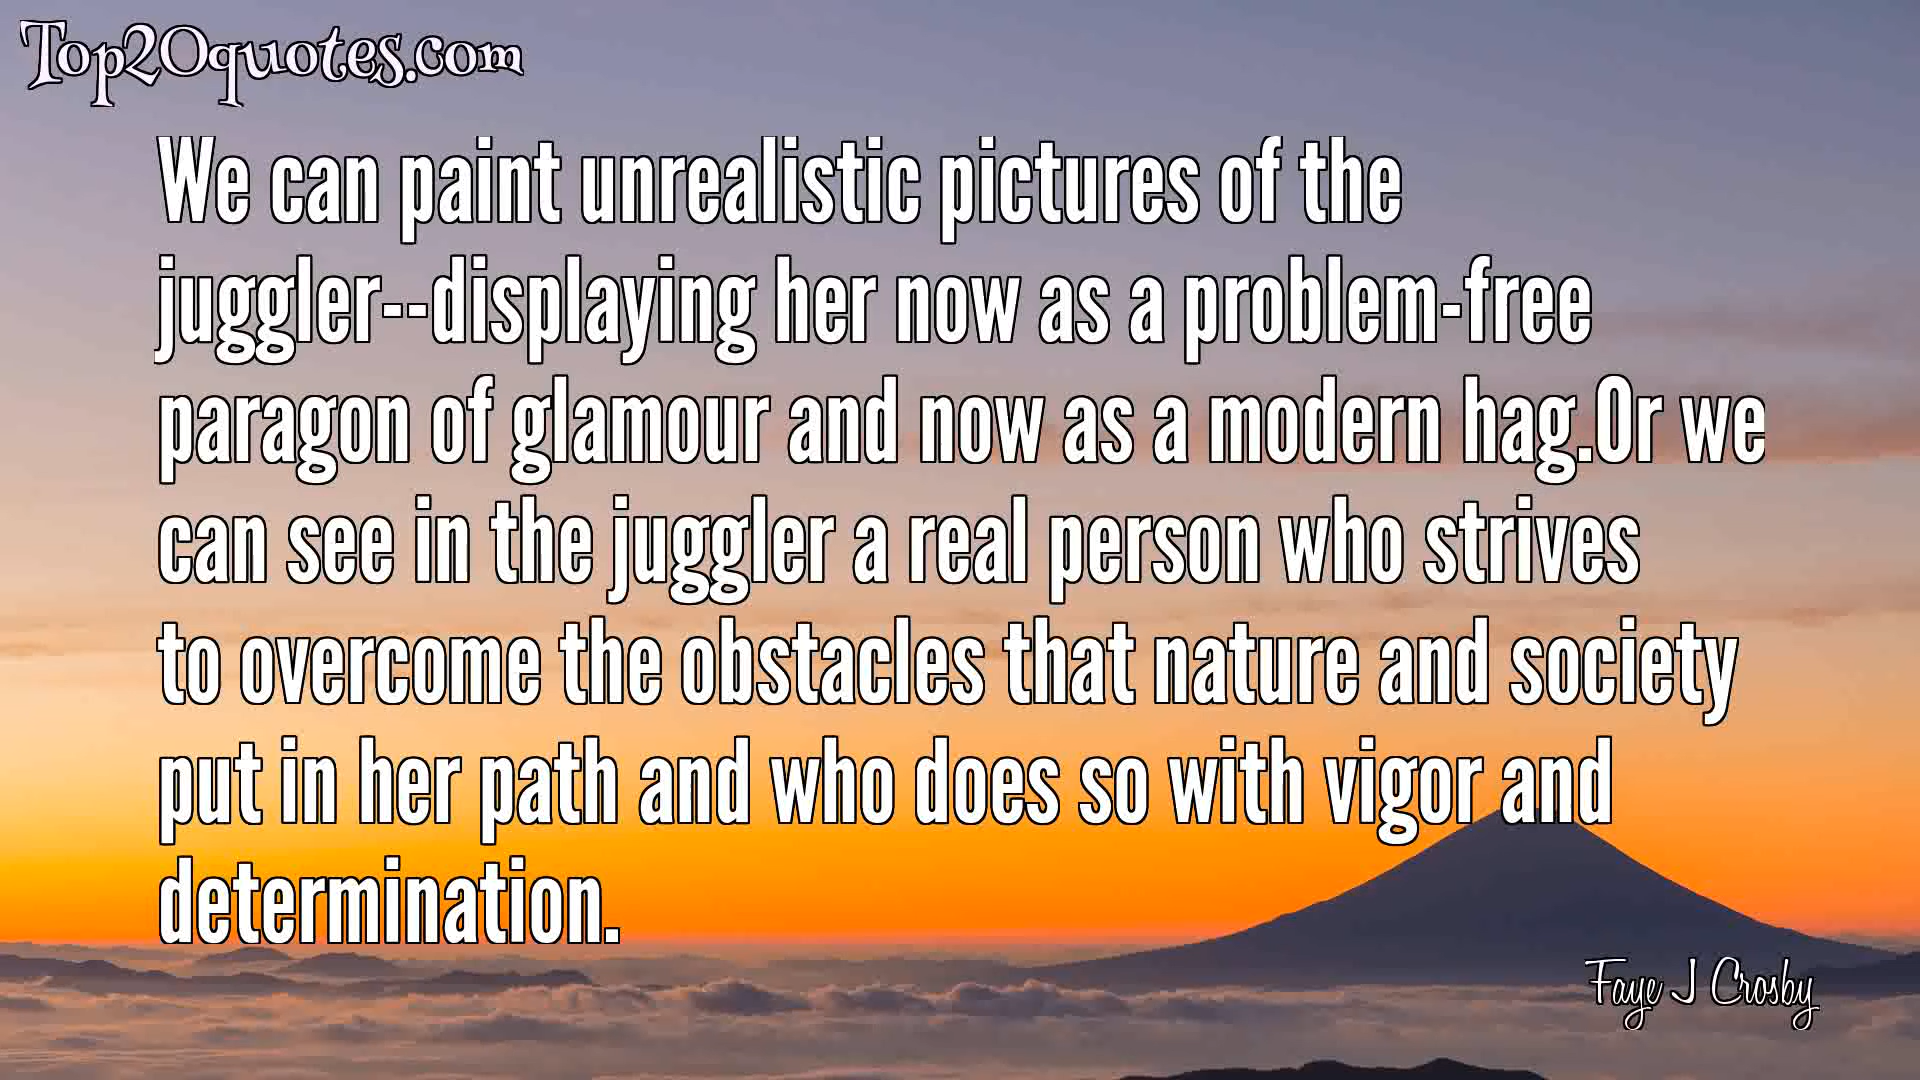 Top20quotes.com
We can paint unrealistic pictures of the
juggler--displaying her now as a problem-free
paragon of glamour and now as a modern hag.Or we
can see in the juggler a real person who strives
to overcome the obstacles that nature and society
put in her path and who does so with vigor and
determination.
Faye J Crosby